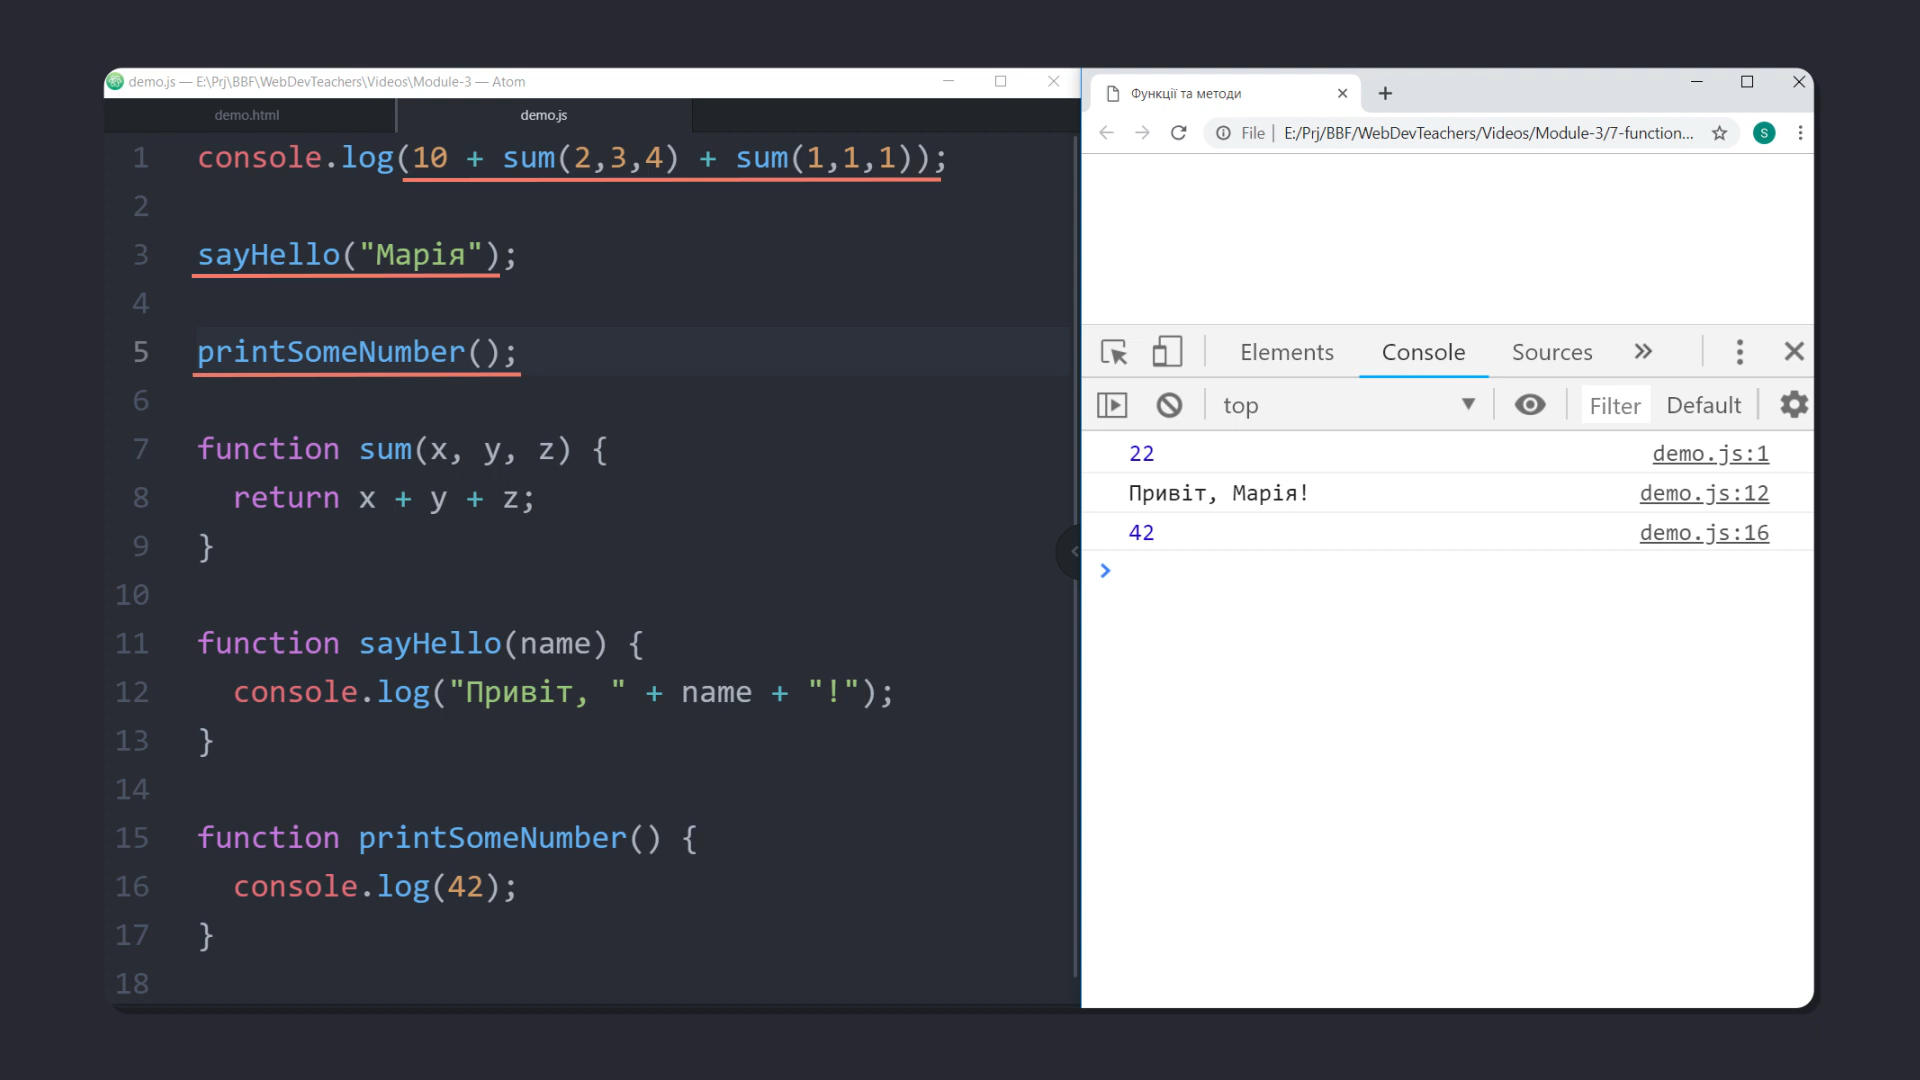 demo.js — E:\Prj\BBF\WebDevTeachers\Videos\Module-3 — Atom
demo.html
demo.js
1 console.log(10 + sum(2,3,4) + sum(1,1,1));
2
3 sayHello("Марія");
4
5 printSomeNumber();
6
7 function sum(x, y, z) {
8 return x + y + z;
9 }
10
11 function sayHello(name) {
12 console.log("Привіт, " + name + "!");
13 }
14
15 function printSomeNumber() {
16 console.log(42);
17 }
18
Функції та методи
File | E:/Prj/BBF/WebDevTeachers/Videos/Module-3/7-function...
S
Elements Console Sources
top Filter Default
22 demo.js:1
Привіт, Марія! demo.js:12
42 demo.js:16